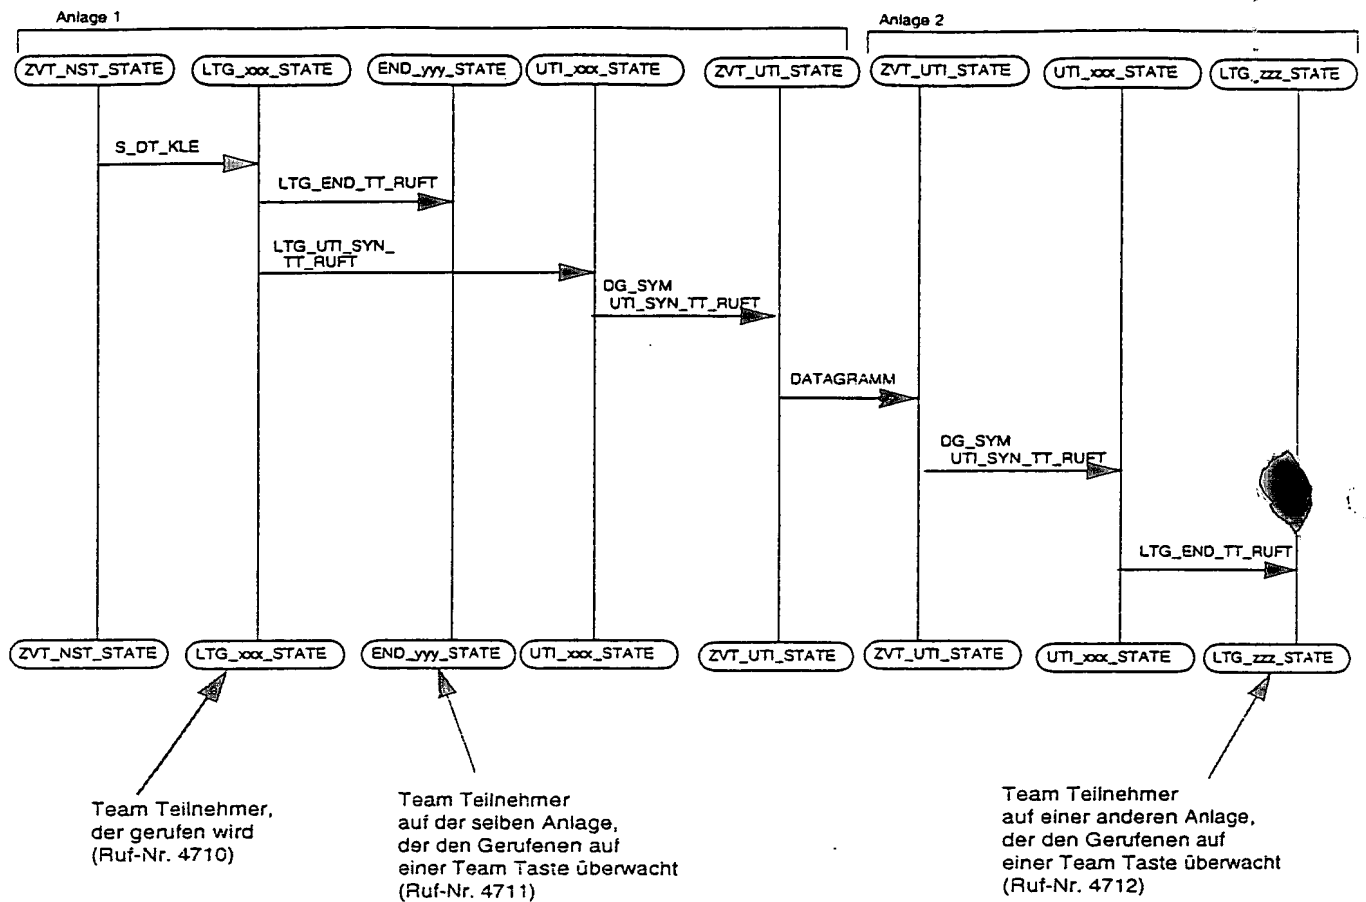 Anlage 1
Anlage 2
ZVT_NST_STATE
LTG_xxx_STATE
END_yyy_STATE
UTI_xxx_STATE
ZVT_UTI_STATE
ZVT_UTI_STATE
UTI_xxx_STATE
LTG_zzz_STATE
S_DT_KLE
LTG_END_TT_RUFT
LTG_UTI_SYN_
TT_RUFT
DG_SYM
UTI_SYN_TT_RUFT
DATAGRAMM
DG_SYM
UTI_SYN_TT_RUFT
LTG_END_TT_RUFT
ZVT_NST_STATE
LTG_xxx_STATE
END_yyy_STATE
UTI_xxx_STATE
ZVT_UTI_STATE
ZVT_UTI_STATE
UTI_xxx_STATE
LTG_zzz_STATE
Team Teilnehmer,
der gerufen wird
(Ruf-Nr. 4710)
Team Teilnehmer
auf der selben Anlage,
der den Gerufenen auf
einer Team Taste überwacht
(Ruf-Nr. 4711)
Team Teilnehmer
auf einer anderen Anlage,
der den Gerufenen auf
einer Team Taste überwacht
(Ruf-Nr. 4712)